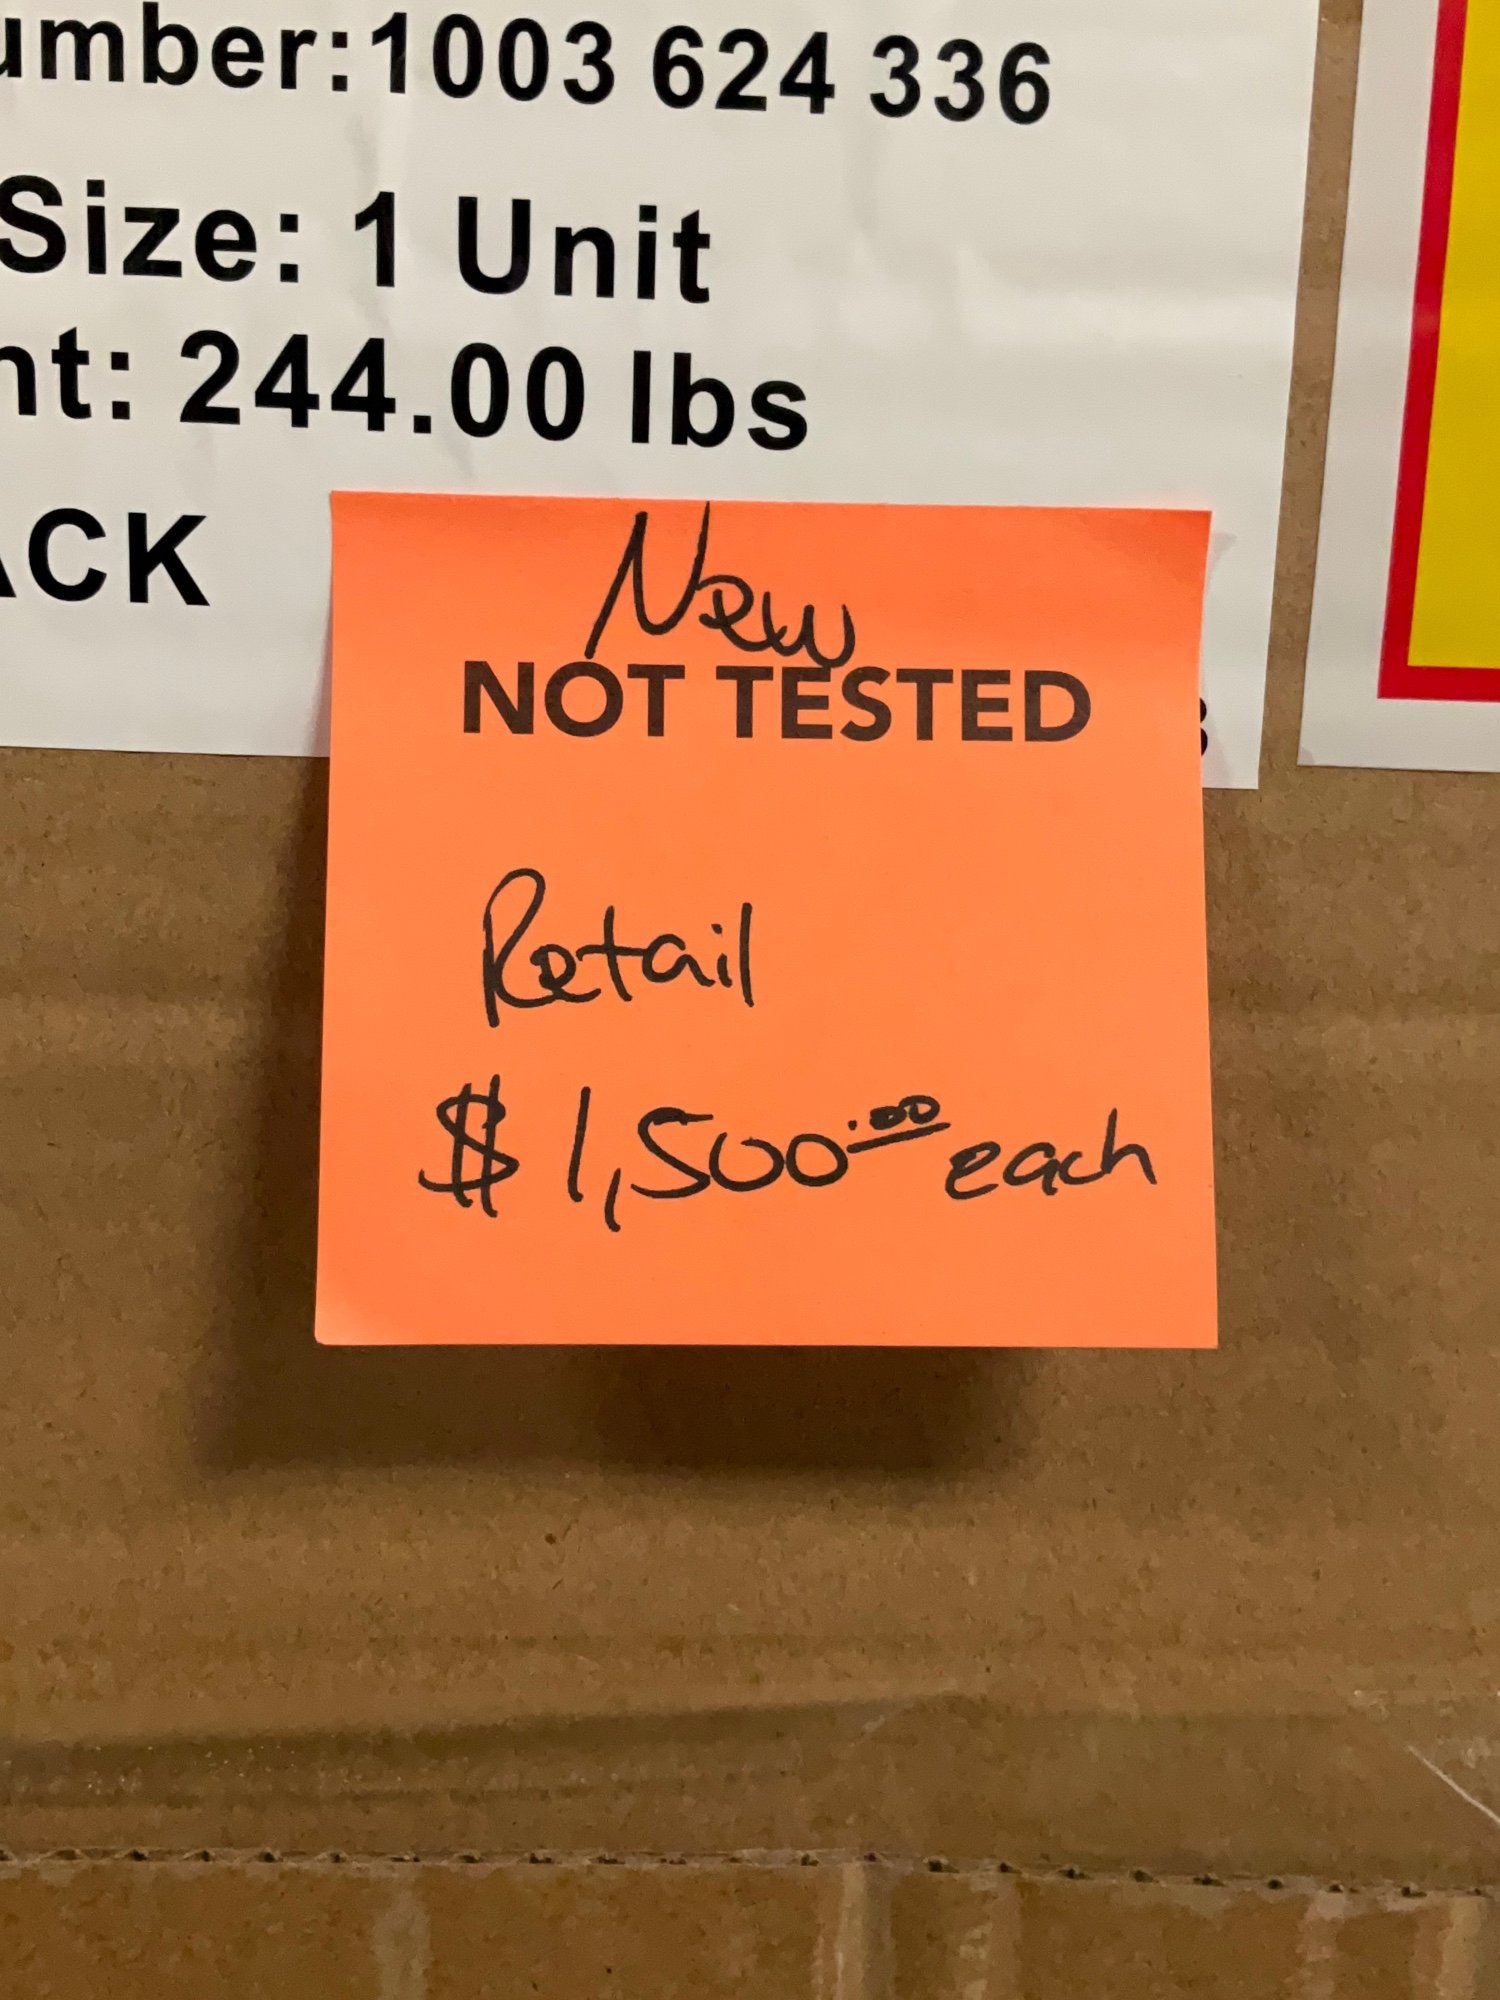 umber:1003 624 336
Size: 1 Unit
ht: 244.00 lbs
ACK
New
NOT TESTED
Retail
$1,500.00 each